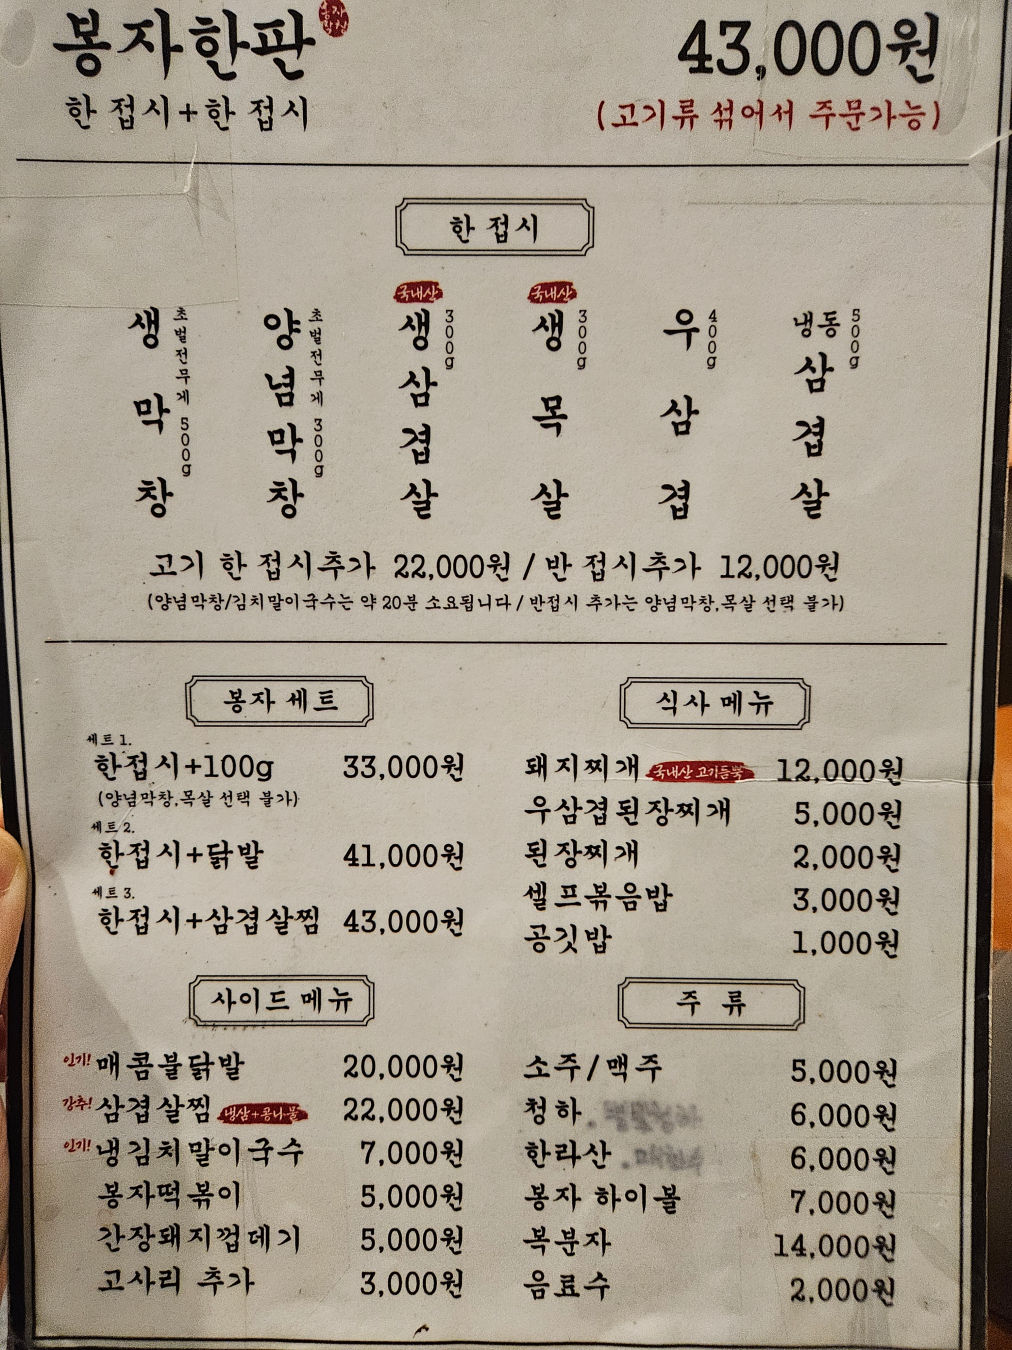 봉자한판 43,000원
봉자막창
한 접시+한 접시 (고기류 섞어서 주문가능)
한 접시
생막창 초벌전무게 500g
양념막창 초벌전무게 300g
국내산 생삼겹살 300g
국내산 생목살 300g
우삼겹 400g
냉동삼겹살 500g
고기 한 접시추가 22,000원 / 반 접시추가 12,000원
(양념막창/김치말이국수는 약 20분 소요됩니다 / 반접시 추가는 양념막창,목살 선택 불가)
봉자 세트
세트 1.
한접시+100g 33,000원
(양념막창,목살 선택 불가)
세트 2.
한접시+닭발 41,000원
세트 3.
한접시+삼겹살찜 43,000원
식사 메뉴
돼지찌개 국내산 고기듬뿍 12,000원
우삼겹된장찌개 5,000원
된장찌개 2,000원
셀프볶음밥 3,000원
공깃밥 1,000원
사이드 메뉴
인기! 매콤불닭발 20,000원
강추! 삼겹살찜 냉삼+콩나물 22,000원
인기! 냉김치말이국수 7,000원
봉자떡볶이 5,000원
간장돼지껍데기 5,000원
고사리 추가 3,000원
주 류
소주/맥주 5,000원
청하 6,000원
한라산 6,000원
봉자 하이볼 7,000원
복분자 14,000원
음료수 2,000원